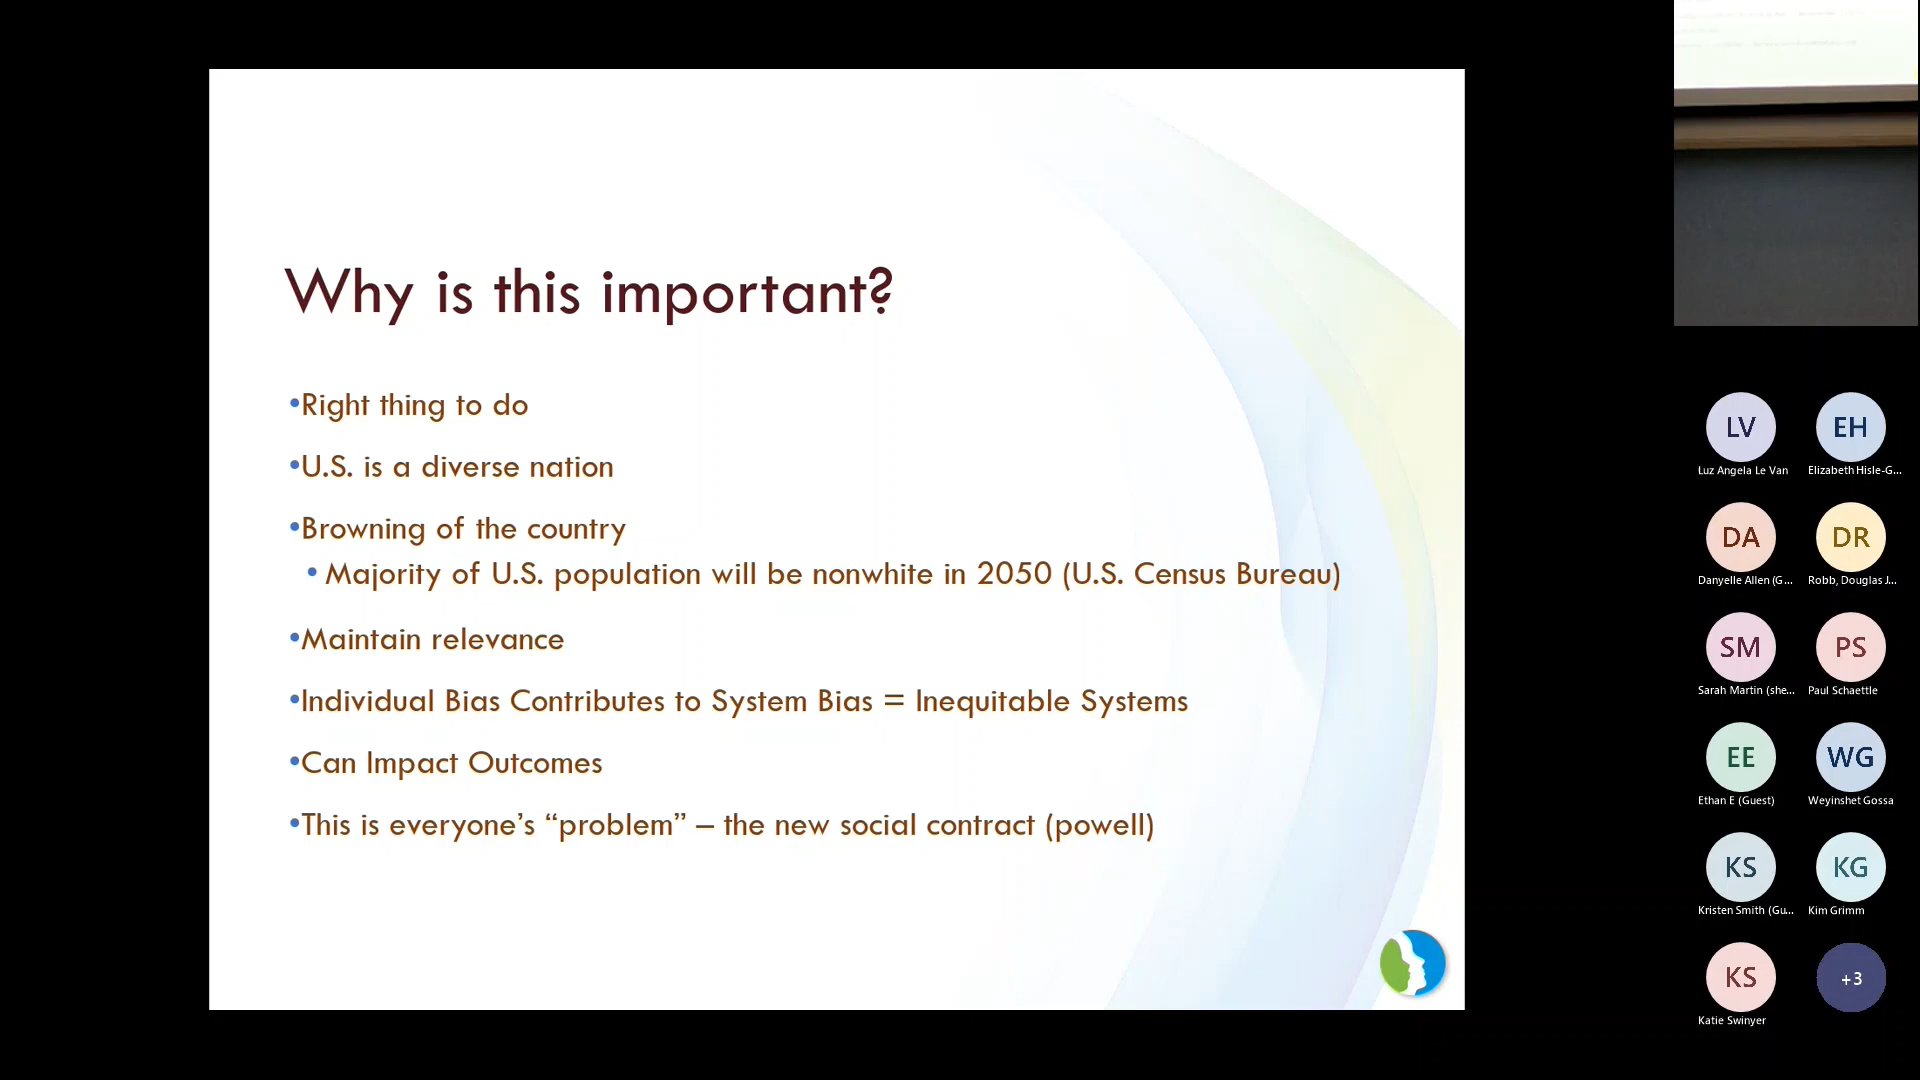 Why is this important?
•Right thing to do
•U.S. is a diverse nation
•Browning of the country
•Majority of U.S. population will be nonwhite in 2050 (U.S. Census Bureau)
•Maintain relevance
•Individual Bias Contributes to System Bias = Inequitable Systems
•Can Impact Outcomes
•This is everyone’s “problem” – the new social contract (powell)
LV
EH
Luz Angela Le Van
Elizabeth Hisle-G...
DA
DR
Danyelle Allen (G...
Robb, Douglas J...
SM
PS
Sarah Martin (she...
Paul Schaettle
EE
WG
Ethan E (Guest)
Weyinshet Gossa
KS
KG
Kristen Smith (Gu...
Kim Grimm
KS
+3
Katie Swinyer